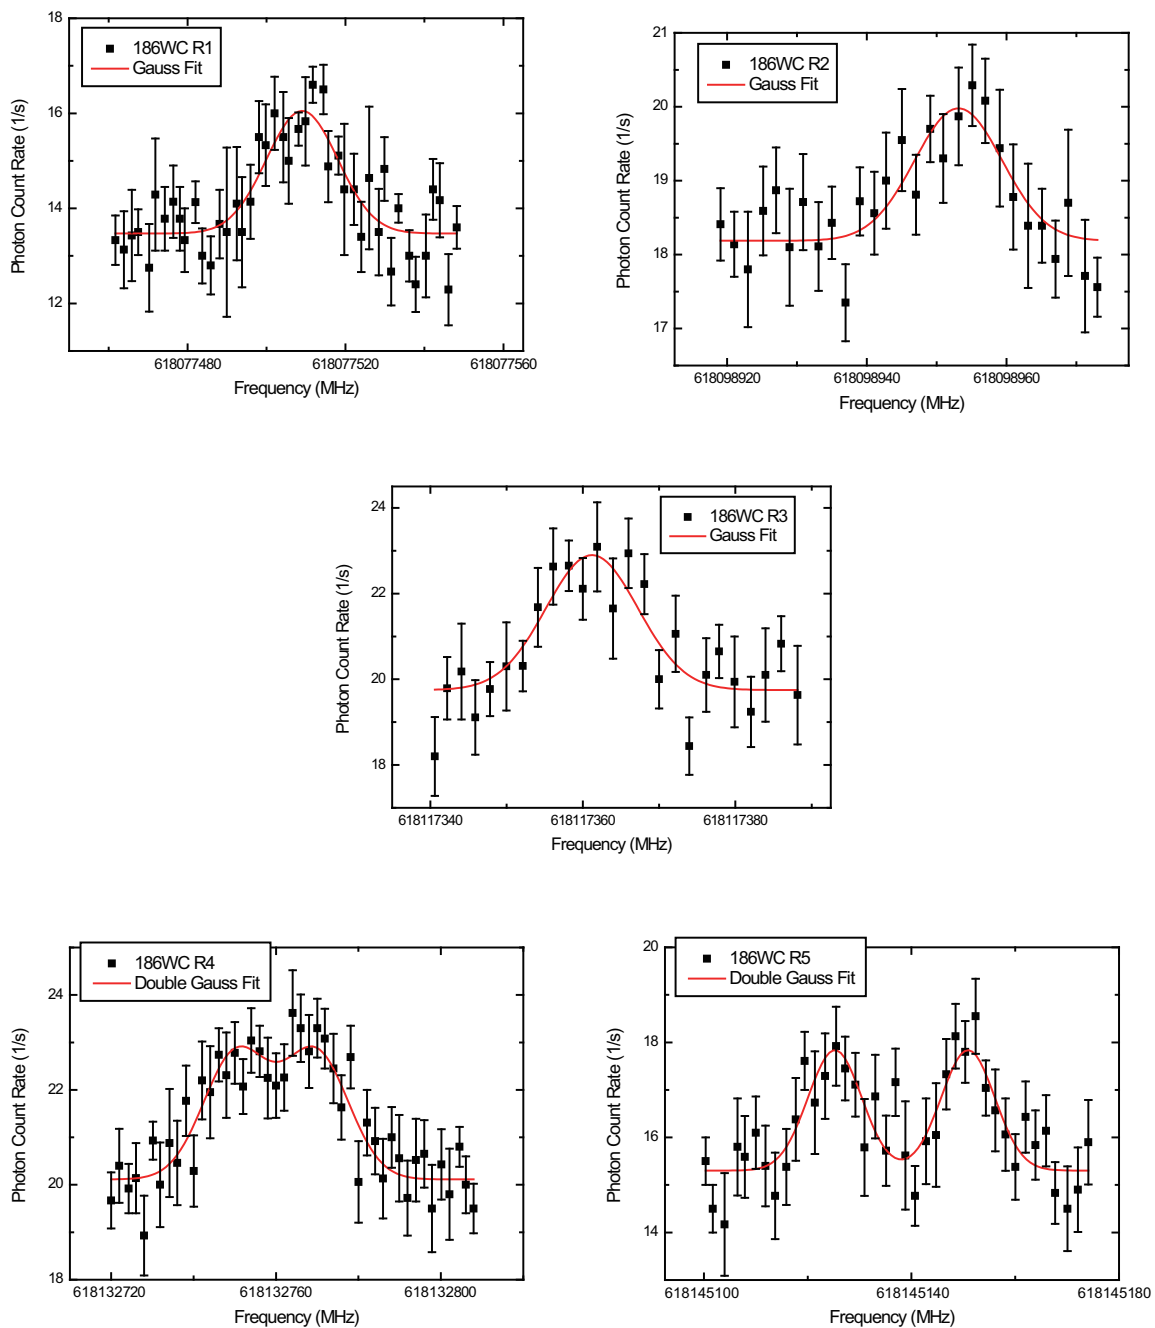 186WC R1
Gauss Fit
16
14
12
Photon Count Rate (1/s)
618077480
618077520
618077560
Frequency (MHz)
186WC R2
Gauss Fit
21
20
19
18
17
Photon Count Rate (1/s)
618098920
618098940
618098960
Frequency (MHz)
186WC R3
Gauss Fit
24
22
20
18
Photon Count Rate (1/s)
618117340
618117360
618117380
Frequency (MHz)
186WC R4
Double Gauss Fit
24
22
20
18
Photon Count Rate (1/s)
618132720
618132760
618132800
Frequency (MHz)
186WC R5
Double Gauss Fit
20
18
16
14
Photon Count Rate (1/s)
618145100
618145140
618145180
Frequency (MHz)